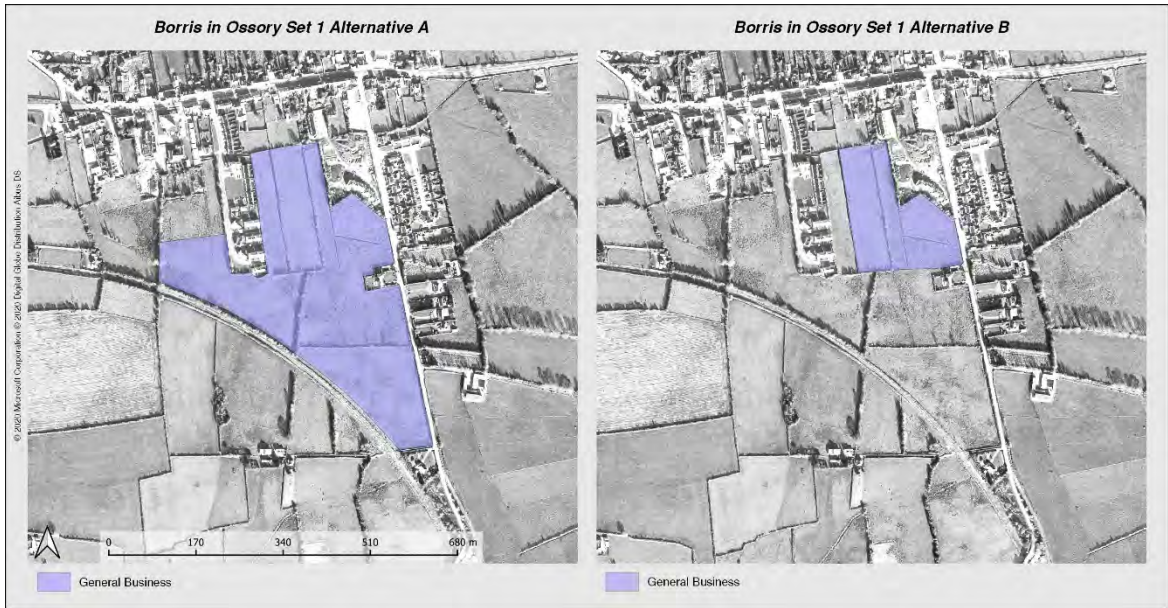 Borris in Ossory Set 1 Alternative A
Borris in Ossory Set 1 Alternative B
© 2020 Microsoft Corporation © 2020 Digital Globe Distribution Aibus DS
0 170 340 510 680 m
General Business
General Business